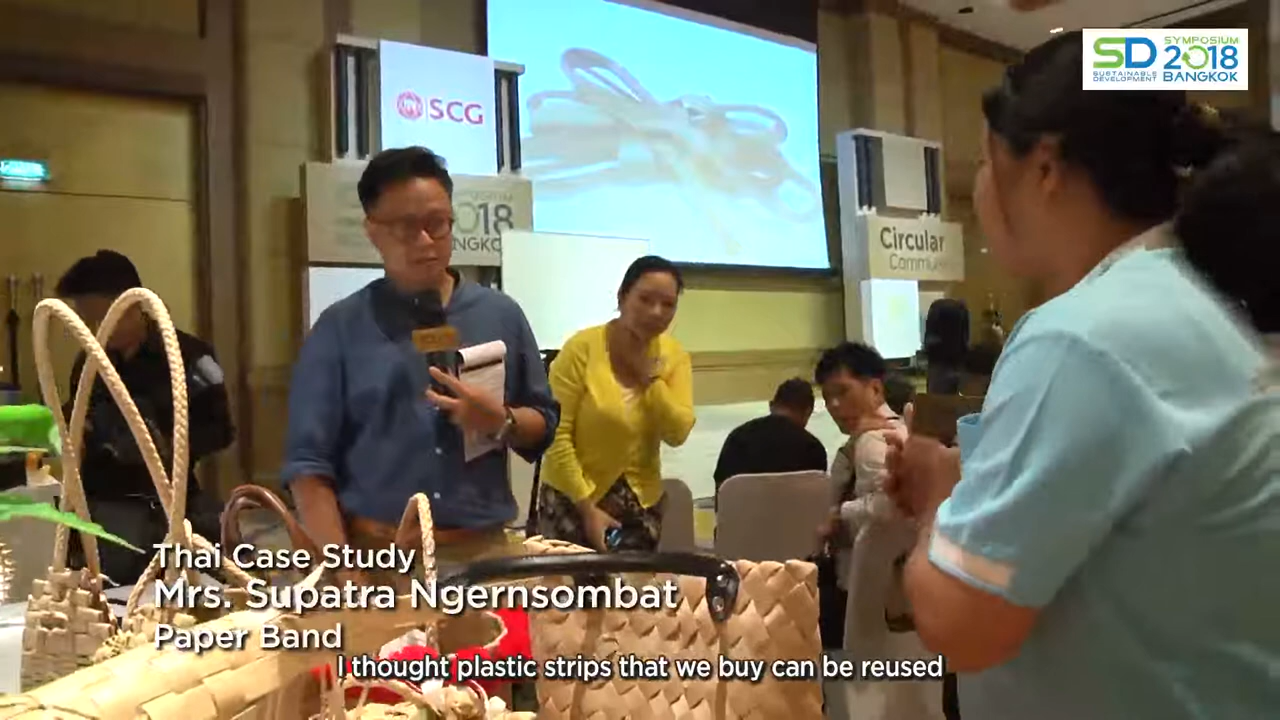 SD SYMPOSIUM
SUSTAINABLE DEVELOPMENT
2018
BANGKOK
SCG
2018
Circular
Thai Case Study
Mrs. Supatra Ngernsombat
Paper Band
I thought plastic strips that we buy can be reused